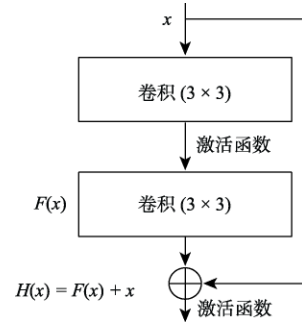 x
卷积 (3 × 3)
激活函数
F(x)
卷积 (3 × 3)
H(x) = F(x) + x
激活函数